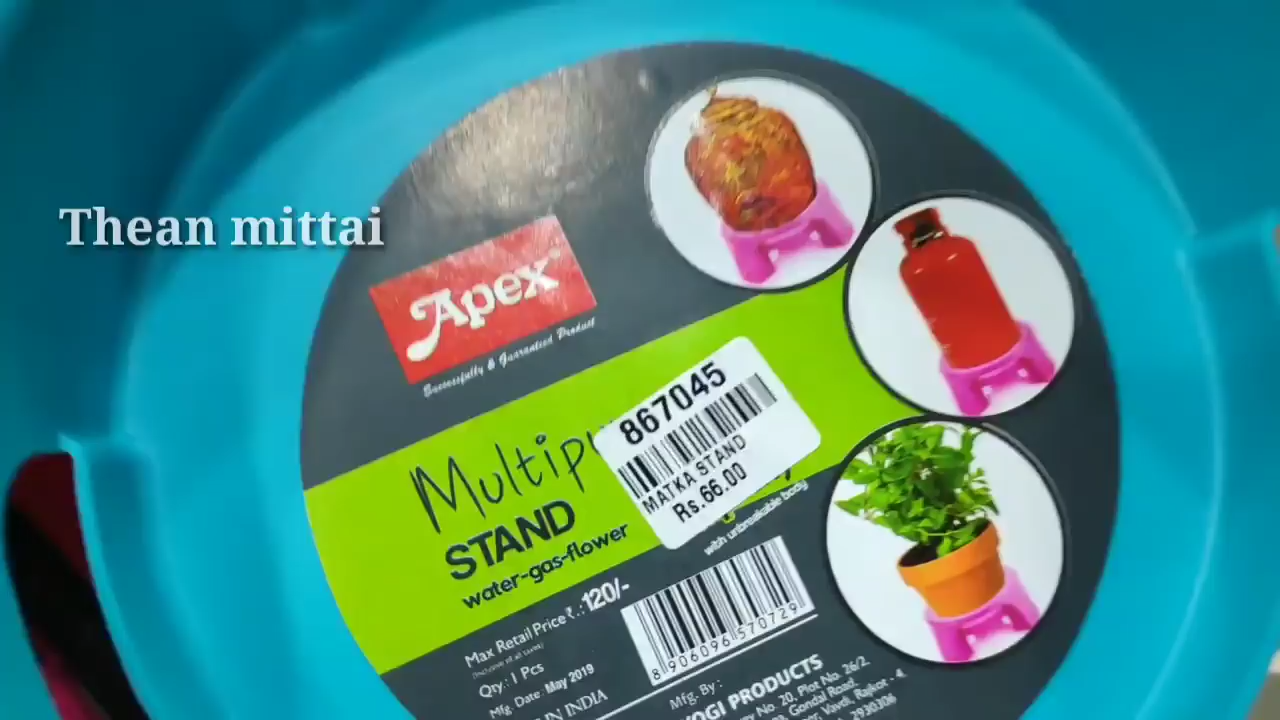 Thean mittai
Apex
Successfully & Guaranteed Product
867045
MATKA STAND
Rs.66.00
STAND
water-gas-flower
with unbreakable body
Max Retail Price ₹.:120/-
(Inclusive of all taxes)
Qty.: 1 Pcs
Mfg. Date: May 2019
IN INDIA
8 906096 570729
Mfg. By :
YOGI PRODUCTS
No. 20, Plot No. 26/2,
Gondal Road,
Vavdi, Rajkot - 4.
2930306